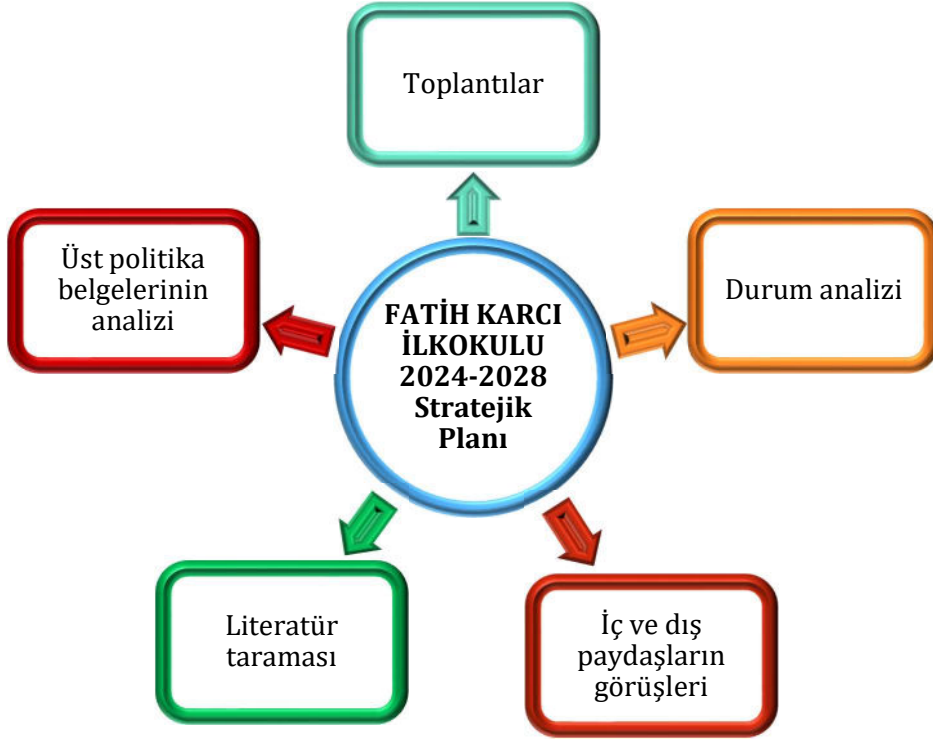 Toplantılar
Üst politika
belgelerinin
analizi
FATİH KARCI
İLKOKULU
2024-2028
Stratejik
Planı
Durum analizi
Literatür
taraması
İç ve dış
paydaşların
görüşleri